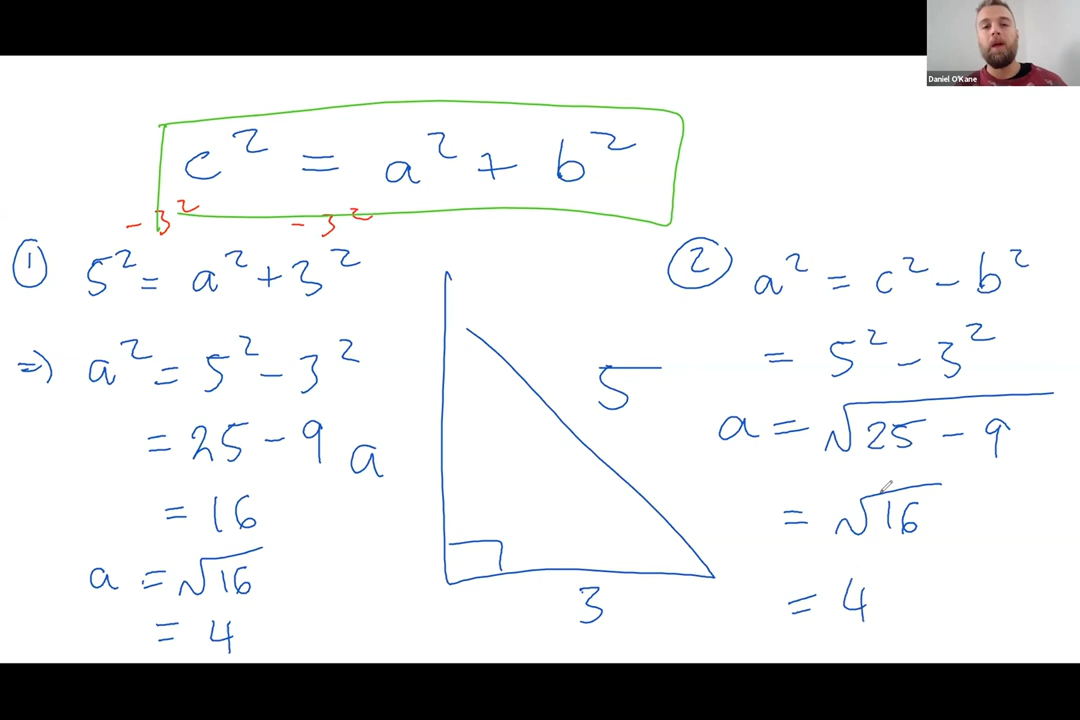 Daniel O'Kane
c² = a² + b²
-3² -3²
① 5² = a² + 3²
=> a² = 5² - 3²
= 25 - 9
= 16
a = √16
= 4
a
5
3
② a² = c² - b²
= 5² - 3²
a = √25 - 9
= √16
= 4